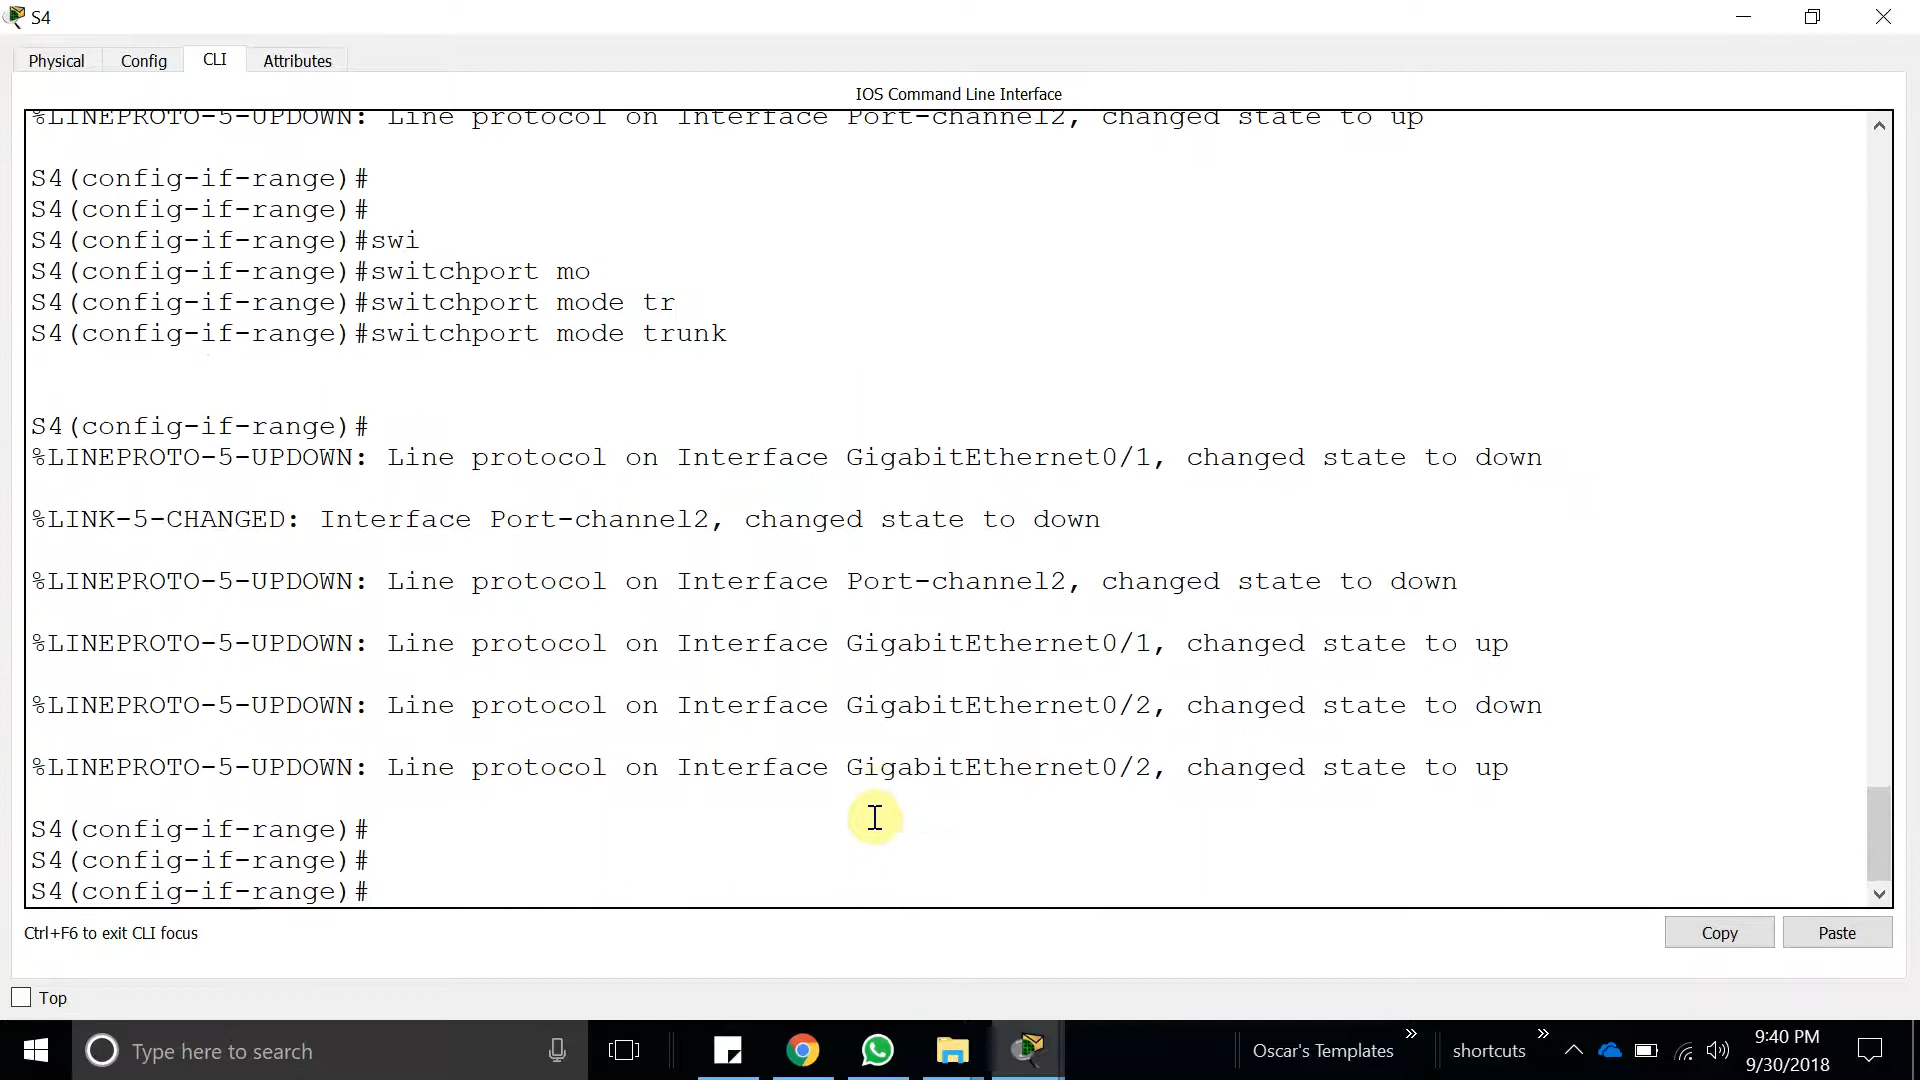 S4
Physical
Config
CLI
Attributes
IOS Command Line Interface
%LINEPROTO-5-UPDOWN: Line protocol on Interface Port-channel2, changed state to up
S4(config-if-range)#
S4(config-if-range)#
S4(config-if-range)#swi
S4(config-if-range)#switchport mo
S4(config-if-range)#switchport mode tr
S4(config-if-range)#switchport mode trunk
S4(config-if-range)#
%LINEPROTO-5-UPDOWN: Line protocol on Interface GigabitEthernet0/1, changed state to down
%LINK-5-CHANGED: Interface Port-channel2, changed state to down
%LINEPROTO-5-UPDOWN: Line protocol on Interface Port-channel2, changed state to down
%LINEPROTO-5-UPDOWN: Line protocol on Interface GigabitEthernet0/1, changed state to up
%LINEPROTO-5-UPDOWN: Line protocol on Interface GigabitEthernet0/2, changed state to down
%LINEPROTO-5-UPDOWN: Line protocol on Interface GigabitEthernet0/2, changed state to up
S4(config-if-range)#
S4(config-if-range)#
S4(config-if-range)#
Ctrl+F6 to exit CLI focus
Copy
Paste
Top
Type here to search
Oscar's Templates
shortcuts
9:40 PM
9/30/2018